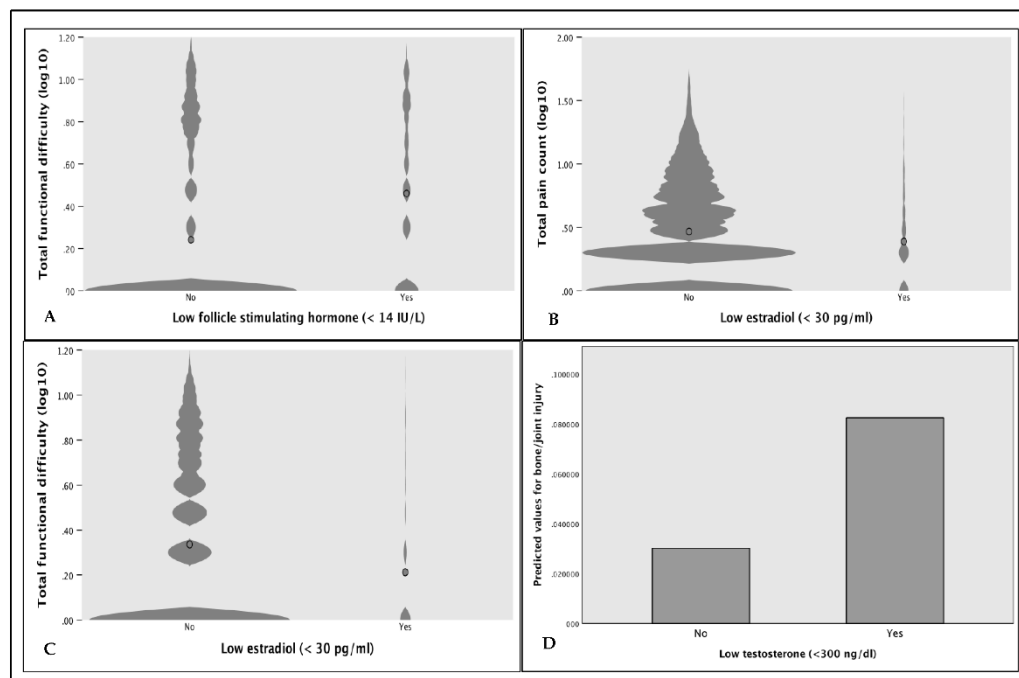 Total functional difficulty (log10)
1.20
1.00
.80
.60
.40
.20
.00
No
Yes
A
Low follicle stimulating hormone (< 14 IU/L)
Total pain count (log10)
2.00
1.50
1.00
.50
.00
No
Yes
B
Low estradiol (< 30 pg/ml)
Total functional difficulty (log10)
1.20
1.00
.80
.60
.40
.20
.00
No
Yes
C
Low estradiol (< 30 pg/ml)
Predicted values for bone/joint injury
.100000
.080000
.060000
.040000
.020000
.000
No
Yes
D
Low testosterone (<300 ng/dl)